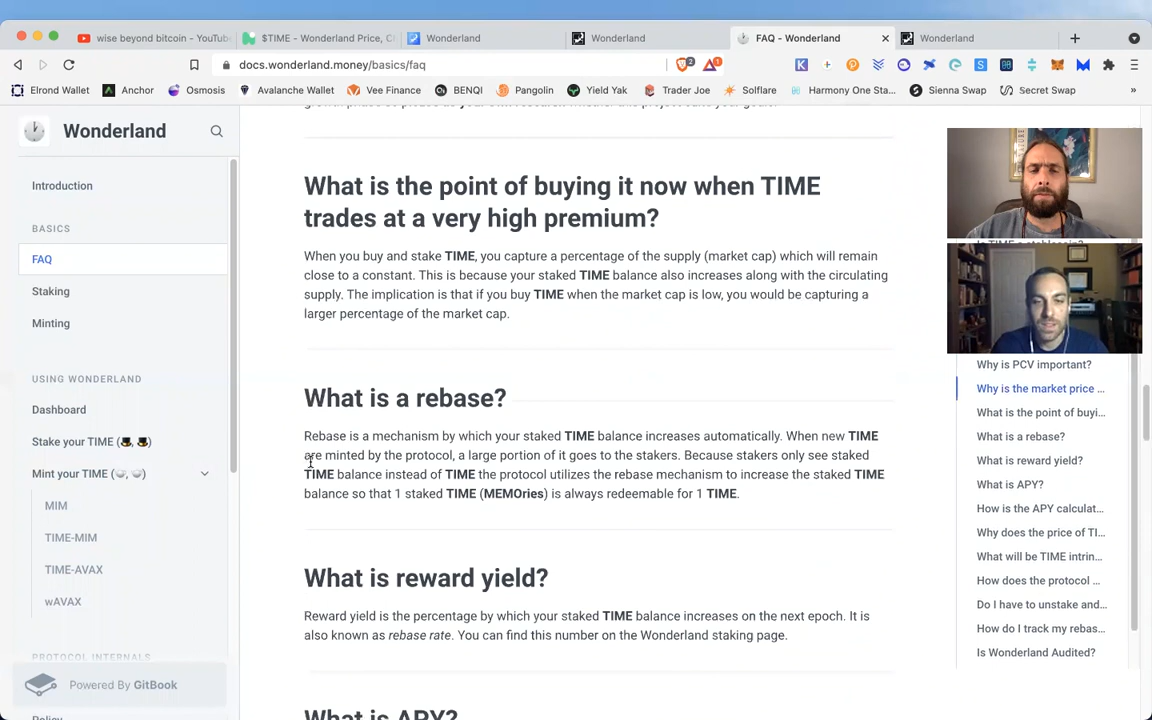 wise beyond bitcoin - YouTub
$TIME - Wonderland Price, C
Wonderland
Wonderland
FAQ - Wonderland
Wonderland
docs.wonderland.money/basics/faq
2
1
Elrond Wallet
Anchor
Osmosis
Avalanche Wallet
Vee Finance
BENQI
Pangolin
Yield Yak
Trader Joe
Solflare
Harmony One Sta...
Sienna Swap
Secret Swap
»
Wonderland
Introduction
BASICS
FAQ
Staking
Minting
USING WONDERLAND
Dashboard
Stake your TIME (🎩, 🎩)
Mint your TIME
MIM
TIME-MIM
TIME-AVAX
wAVAX
PROTOCOL INTERNALS
Powered By GitBook
Policy
What is the point of buying it now when TIME
trades at a very high premium?
When you buy and stake TIME, you capture a percentage of the supply (market cap) which will remain
close to a constant. This is because your staked TIME balance also increases along with the circulating
supply. The implication is that if you buy TIME when the market cap is low, you would be capturing a
larger percentage of the market cap.
What is a rebase?
Rebase is a mechanism by which your staked TIME balance increases automatically. When new TIME
are minted by the protocol, a large portion of it goes to the stakers. Because stakers only see staked
TIME balance instead of TIME the protocol utilizes the rebase mechanism to increase the staked TIME
balance so that 1 staked TIME (MEMOries) is always redeemable for 1 TIME.
What is reward yield?
Reward yield is the percentage by which your staked TIME balance increases on the next epoch. It is
also known as rebase rate. You can find this number on the Wonderland staking page.
What is APY?
Is TIME a stablecoin?
Why is PCV important?
Why is the market price ...
What is the point of buyi...
What is a rebase?
What is reward yield?
What is APY?
How is the APY calculat...
Why does the price of TI...
What will be TIME intrin...
How does the protocol ...
Do I have to unstake and...
How do I track my rebas...
Is Wonderland Audited?